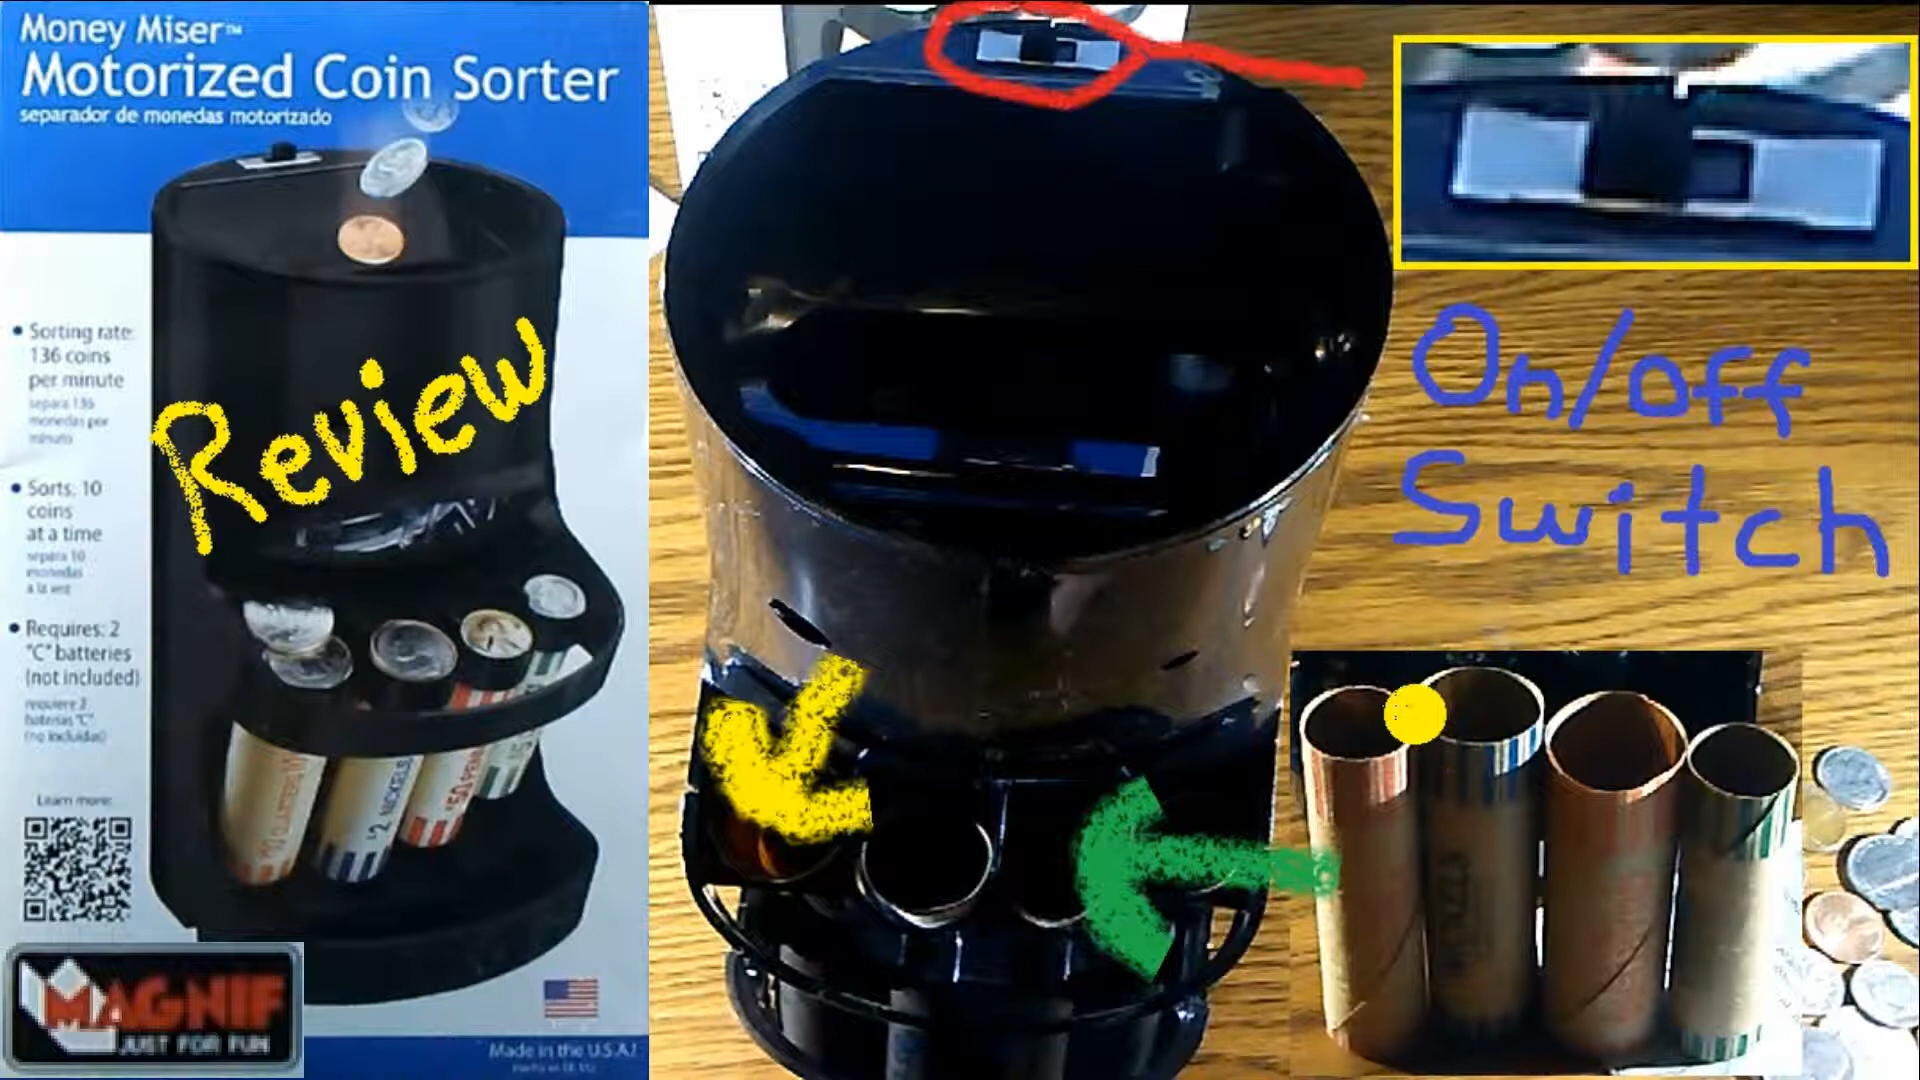 Money Miser™
Motorized Coin Sorter
separador de monedas motorizado
• Sorting rate:
136 coins
per minute
separa 136
monedas por
minuto
• Sorts: 10
coins
at a time
separa 10
monedas
a la vez
• Requires: 2
"C" batteries
(not included)
requiere 2
baterias "C"
(no incluidas)
Learn more:
Review
$2 NICKELS
MAGNIF
JUST FOR FUN
Made in the U.S.A.!
On/off
Switch